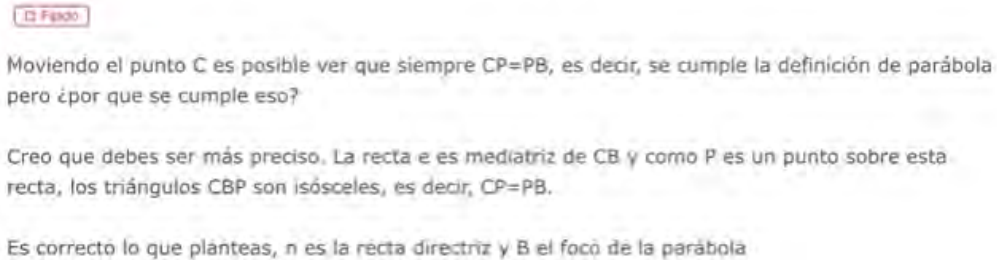 Moviendo el punto C es posible ver que siempre CP=PB, es decir, se cumple la definición de parábola
pero ¿por que se cumple eso?
Creo que debes ser más preciso. La recta e es mediatriz de CB y como P es un punto sobre esta
recta, los triángulos CBP son isósceles, es decir, CP=PB.
Es correcto lo que planteas, n es la recta directriz y B el foco de la parábola